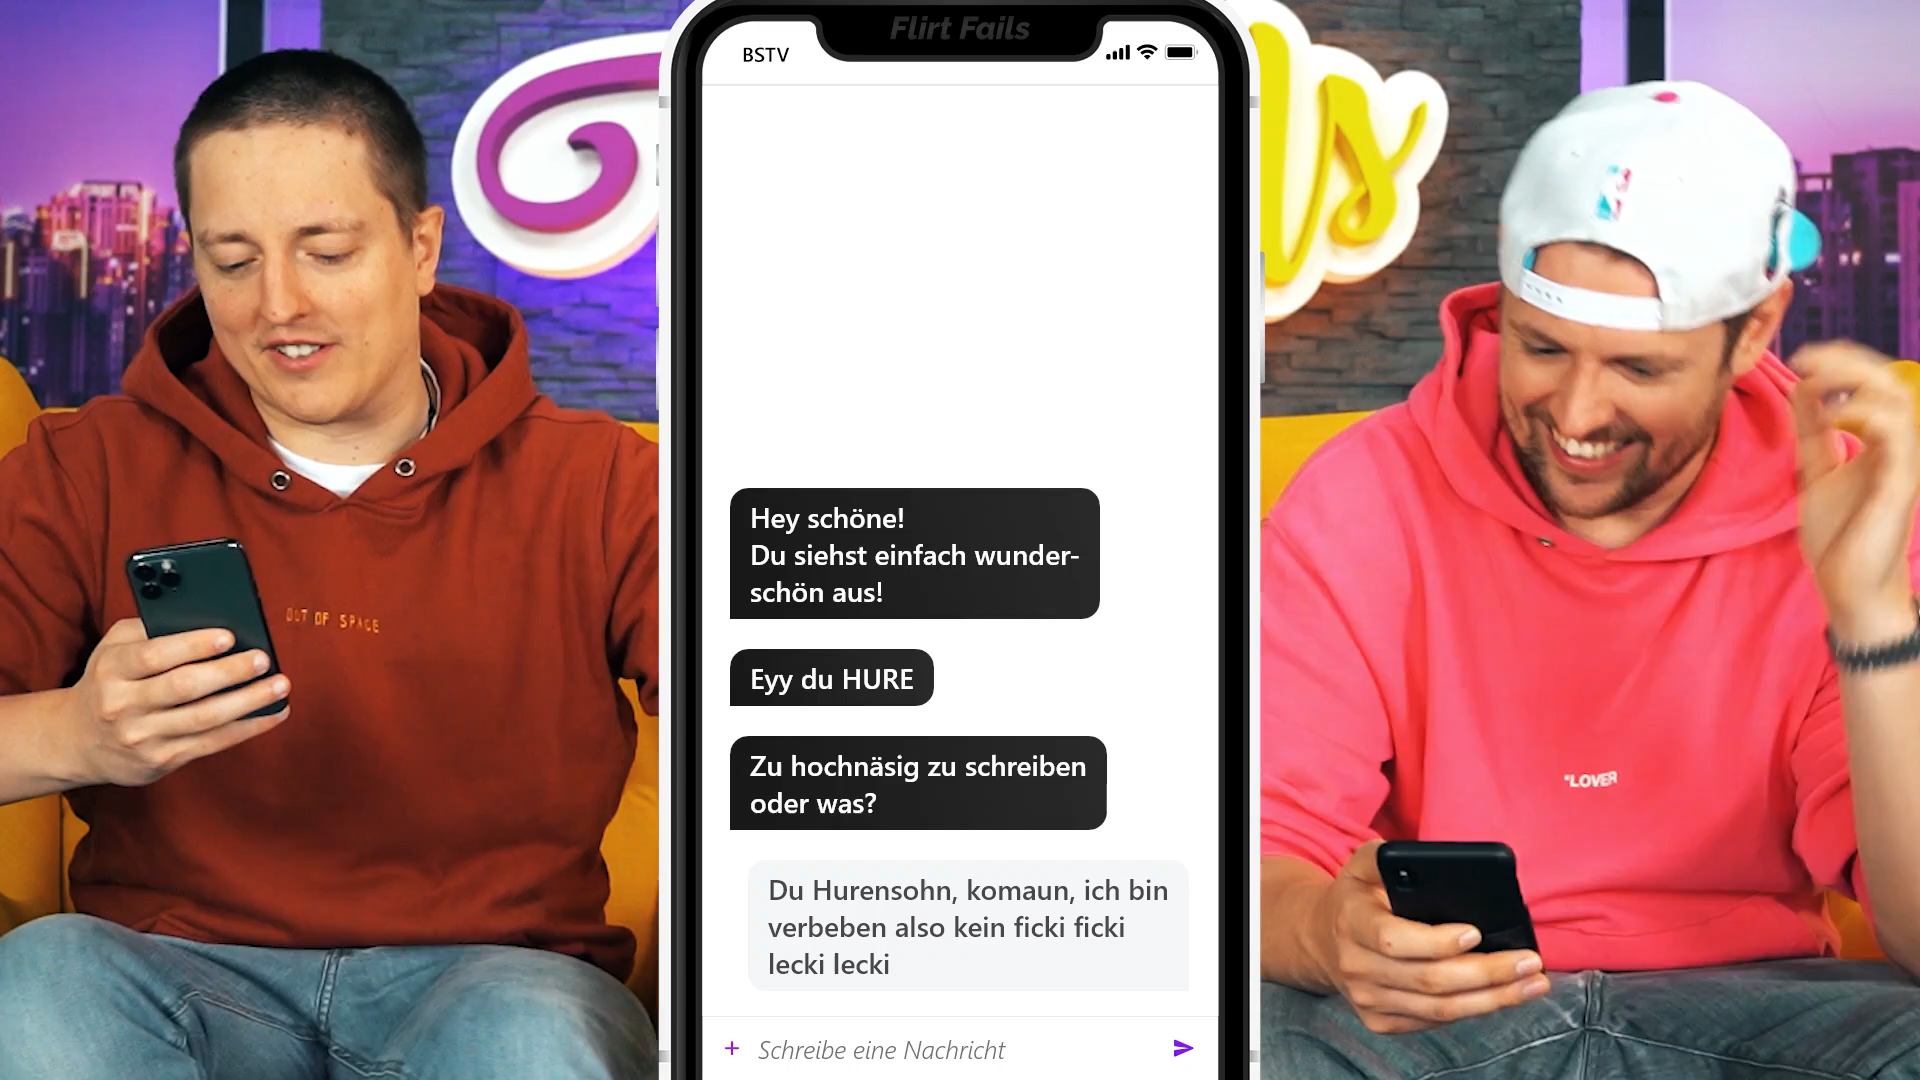 Flirt Fails
BSTV
Hey schöne!
Du siehst einfach wunder-
schön aus!
Eyy du HURE
Zu hochnäsig zu schreiben
oder was?
Du Hurensohn, komaun, ich bin
verbeben also kein ficki ficki
lecki lecki
Schreibe eine Nachricht
OUT OF SPACE
"LOVER